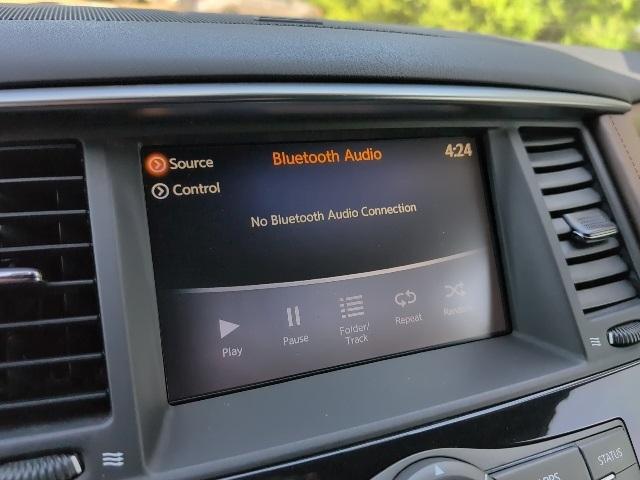 Source
Bluetooth Audio
4:24
Control
No Bluetooth Audio Connection
Play
Pause
Folder/
Track
Repeat
Random
STATUS